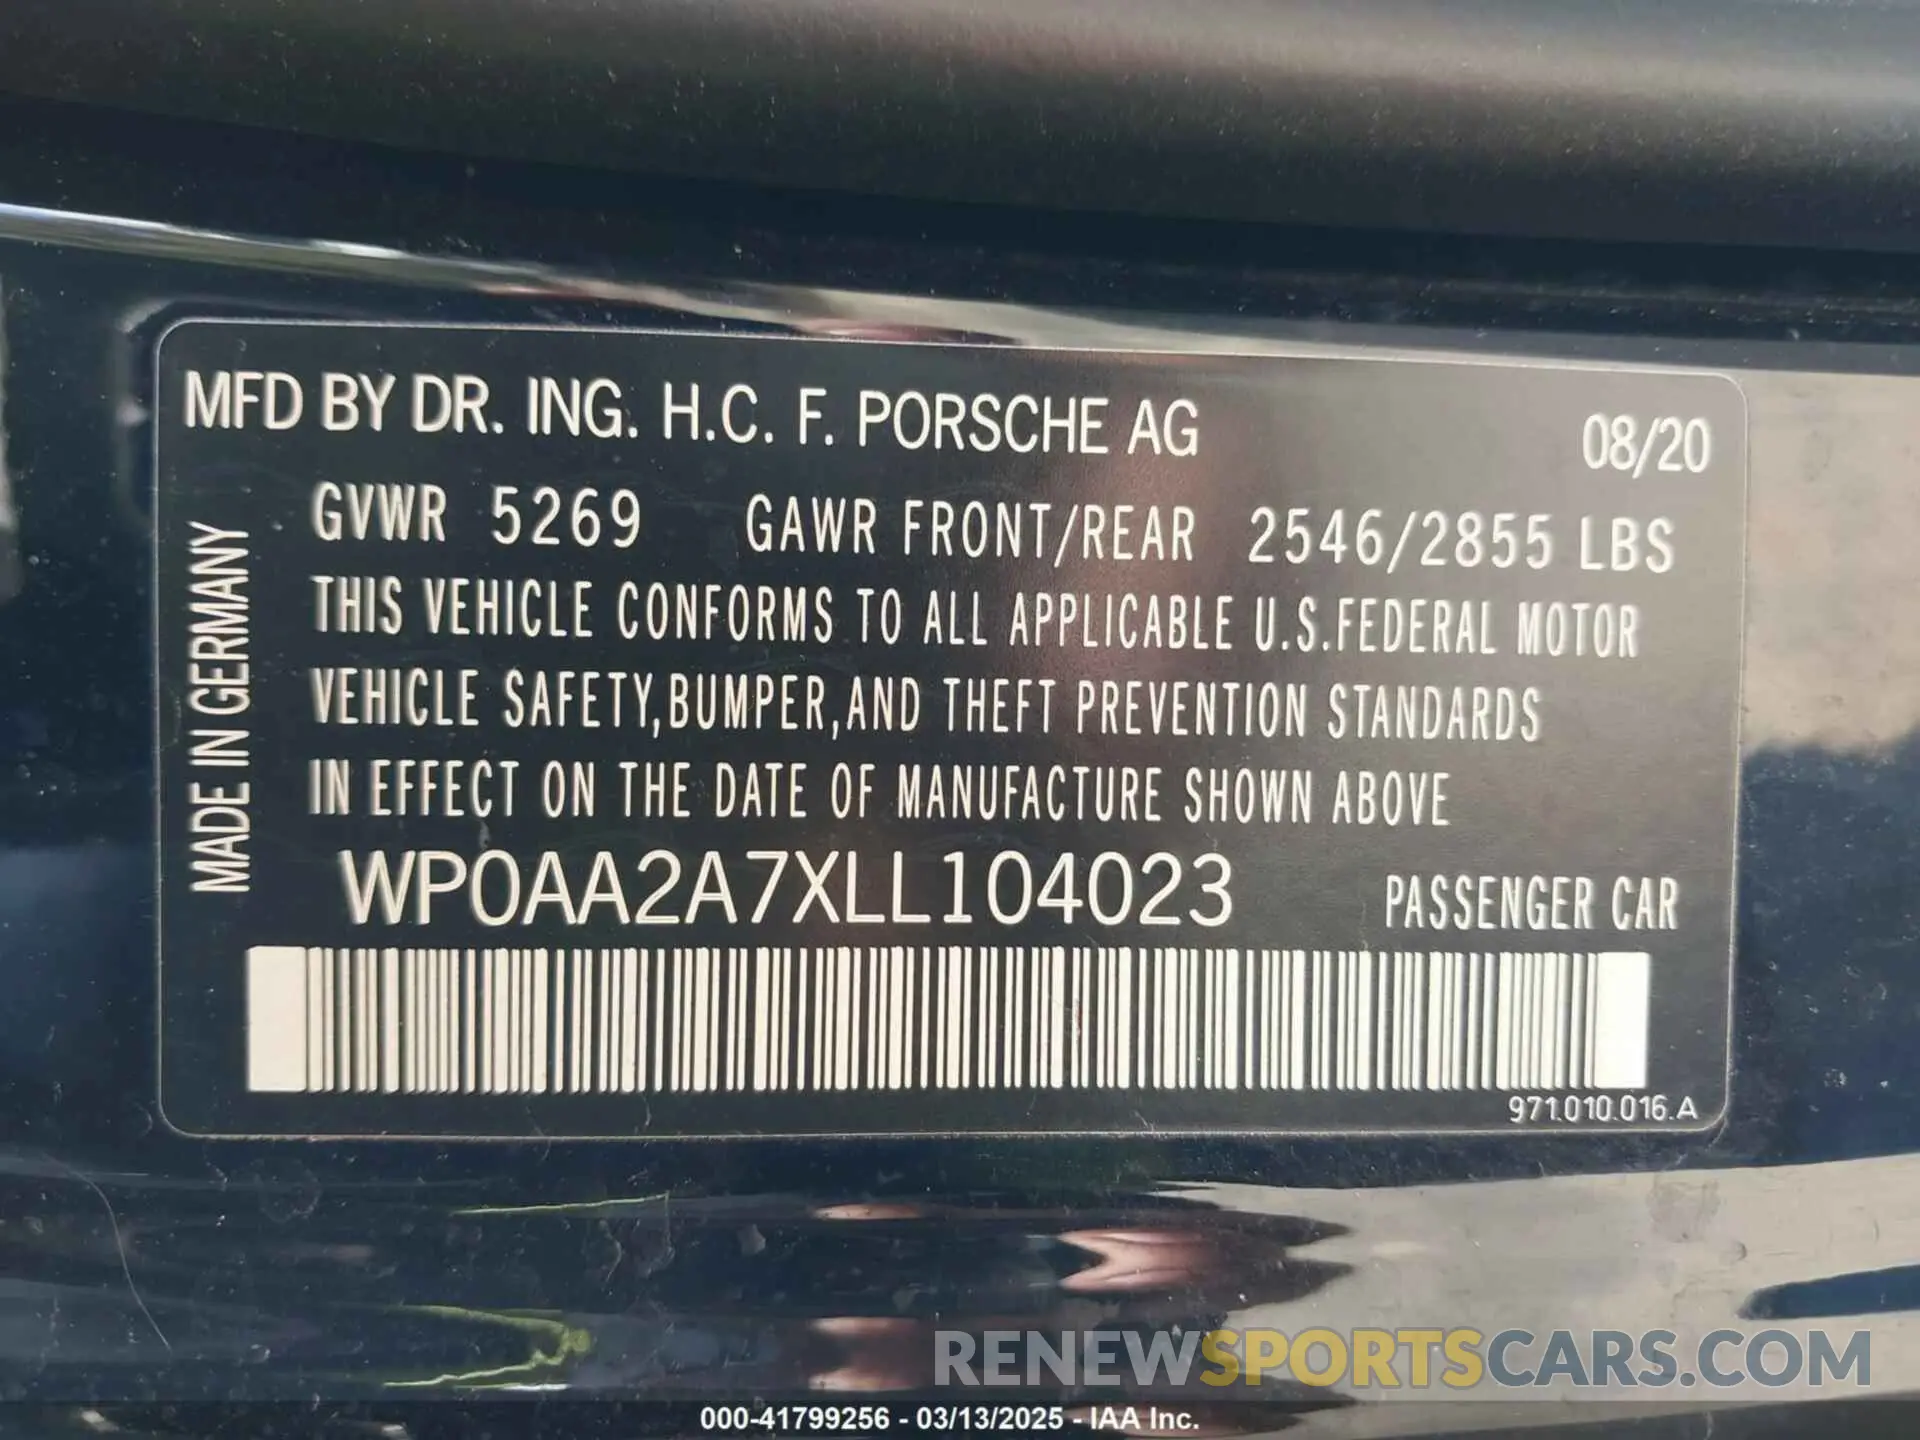 MFD BY DR. ING. H.C. F. PORSCHE AG 08/20
GVWR 5269 GAWR FRONT/REAR 2546/2855 LBS
THIS VEHICLE CONFORMS TO ALL APPLICABLE U.S.FEDERAL MOTOR
VEHICLE SAFETY,BUMPER,AND THEFT PREVENTION STANDARDS
IN EFFECT ON THE DATE OF MANUFACTURE SHOWN ABOVE
MADE IN GERMANY
WP0AA2A7XLL104023 PASSENGER CAR
971.010.016.A
RENEWSPORTSCARS.COM
000-41799256 - 03/13/2025 - IAA Inc.